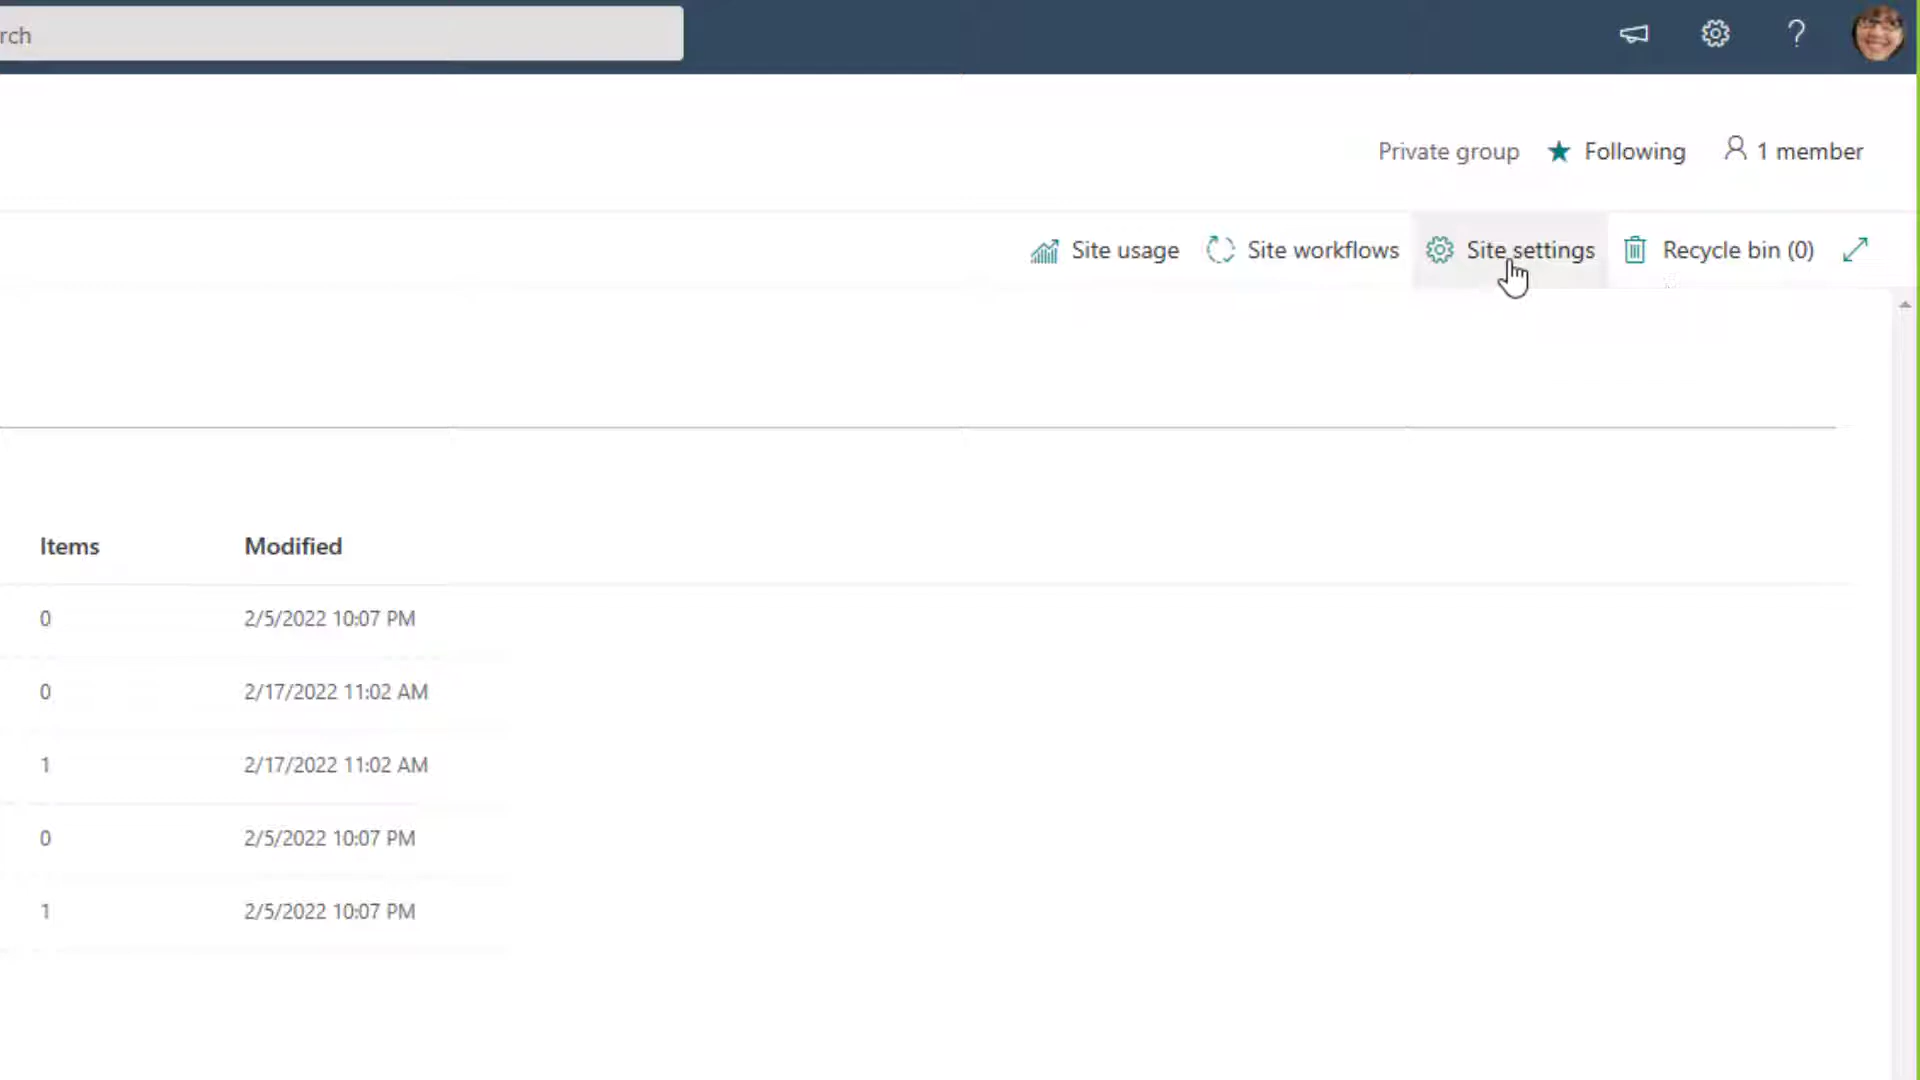 rch
Private group Following 1 member
Site usage Site workflows Site settings Recycle bin (0)
Items Modified
0 2/5/2022 10:07 PM
0 2/17/2022 11:02 AM
1 2/17/2022 11:02 AM
0 2/5/2022 10:07 PM
1 2/5/2022 10:07 PM